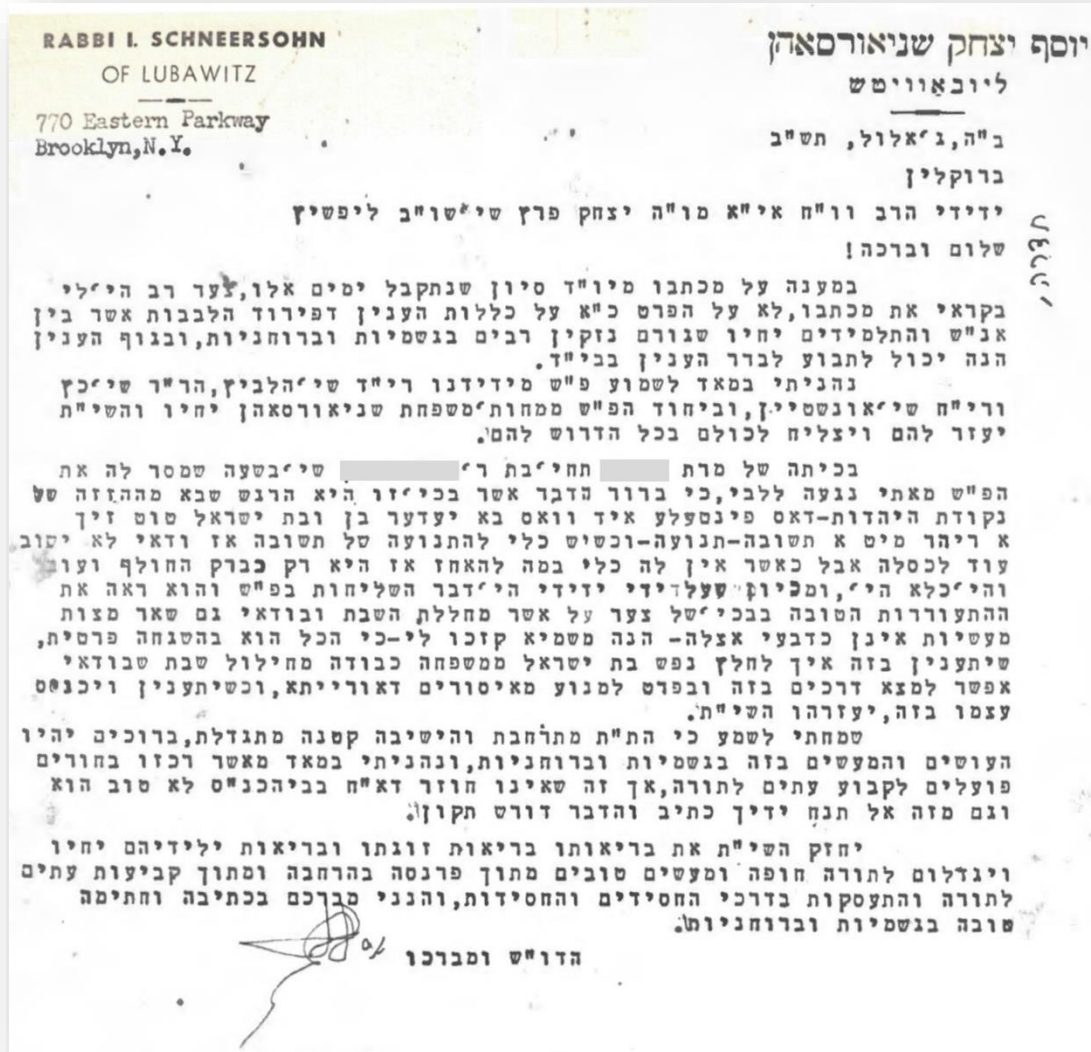 RABBI I. SCHNEERSOHN
OF LUBAWITZ
770 Eastern Parkway
Brooklyn,N.Y.
יוסף יצחק שניאורסאהן
ליובאוויטש
ב"ה,ג'אלול, תש"ב
ברוקלין
ידידי הרב וו"ח אי"א מו"ה יצחק פרץ שי'שו"ב ליפשיץ
שלום וברכה!
במענה על מכתבו מיו"ד סיון שנתקבל ימים אלו,צער רב הי'לי
בקראי את מכתבו,לא על הפרט כ"א על כללות הענין דפירוד הלבבות אשר בין
אנ"ש והתלמידים יחיו שגורם נזקין רבים בגשמיות וברוחניות,ובגוף הענין
הנה יכול לתבוע לברר הענין בבי"ד.
נהניתי במאד לשמוע פ"ש מידידנו רי"ד שי'הלביץ,הר"ר שי'כץ
ורי"ח שי'אונשטיין,וביחוד הפ"ש ממחות'משפחת שניאורסאהן יחיו והשי"ת
יעזר להם ויצליח לכולם בכל הדרוש להם.
בכיתה של מרת תחי'בת ר' שי'בשעה שמסר לה את
הפ"ש מאתי נגעה ללבי,כי ברור הדבר אשר בכי'זו היא הרגש שבא מההזזה של
נקודת היהדות-דאס פינטעלע איד וואס בא יעדער בן ובת ישראל טוט זיך
א ריהר מיט א תשובה-תנועה-וכשיש כלי להתנועה של תשובה אז ודאי לא ישוב
עוד לכסלה אבל כאשר אין לה כלי במה להאחז אז היא רק כברק החולף ועובר
והי'כלא הי',ומכיון שעל ידי ידידי הי'דבר השליחות בפ"ש והוא ראה את
ההתעוררות הטובה בבכי'של צער על אשר מחללת השבת ובודאי גם שאר מצות
מעשיות אינן כדבעי אצלה- הנה משמיא קזכו לי-כי הכל הוא בהשגחה פרטית,
שיתענין בזה איך לחלץ נפש בת ישראל ממשפחה כבודה מחילול שבת שבודאי
אפשר למצא דרכים בזה ובפרט למנוע מאיסורים דאורייתא,וכשיתענין ויכניס
עצמו בזה,יעזרהו השי"ת.
שמחתי לשמע כי הת"ת מתרחבת והישיבה קטנה מתגדלת,ברוכים יהיו
העושים והמעשים בזה בגשמיות וברוחניות,ונהניתי במאד מאשר רכזו בחורים
פועלים לקבוע עתים לתורה,אך זה שאינו חוזר דא"ח בביהכנ"ס לא טוב הוא
וגם מזה אל תנח ידיך כתיב והדבר דורש תקון.
יחזק השי"ת את בריאותו בריאות זוגתו ובריאות ילידיהם יחיו
ויגדלום לתורה חופה ומעשים טובים מתוך פרנסה בהרחבה ומתוך קביעות עתים
לתורה והתעסקות בדרכי החסידים והחסידות,והנני מברכם בכתיבה וחתימה
טובה בגשמיות וברוחניות.
הדו"ש ומברכו